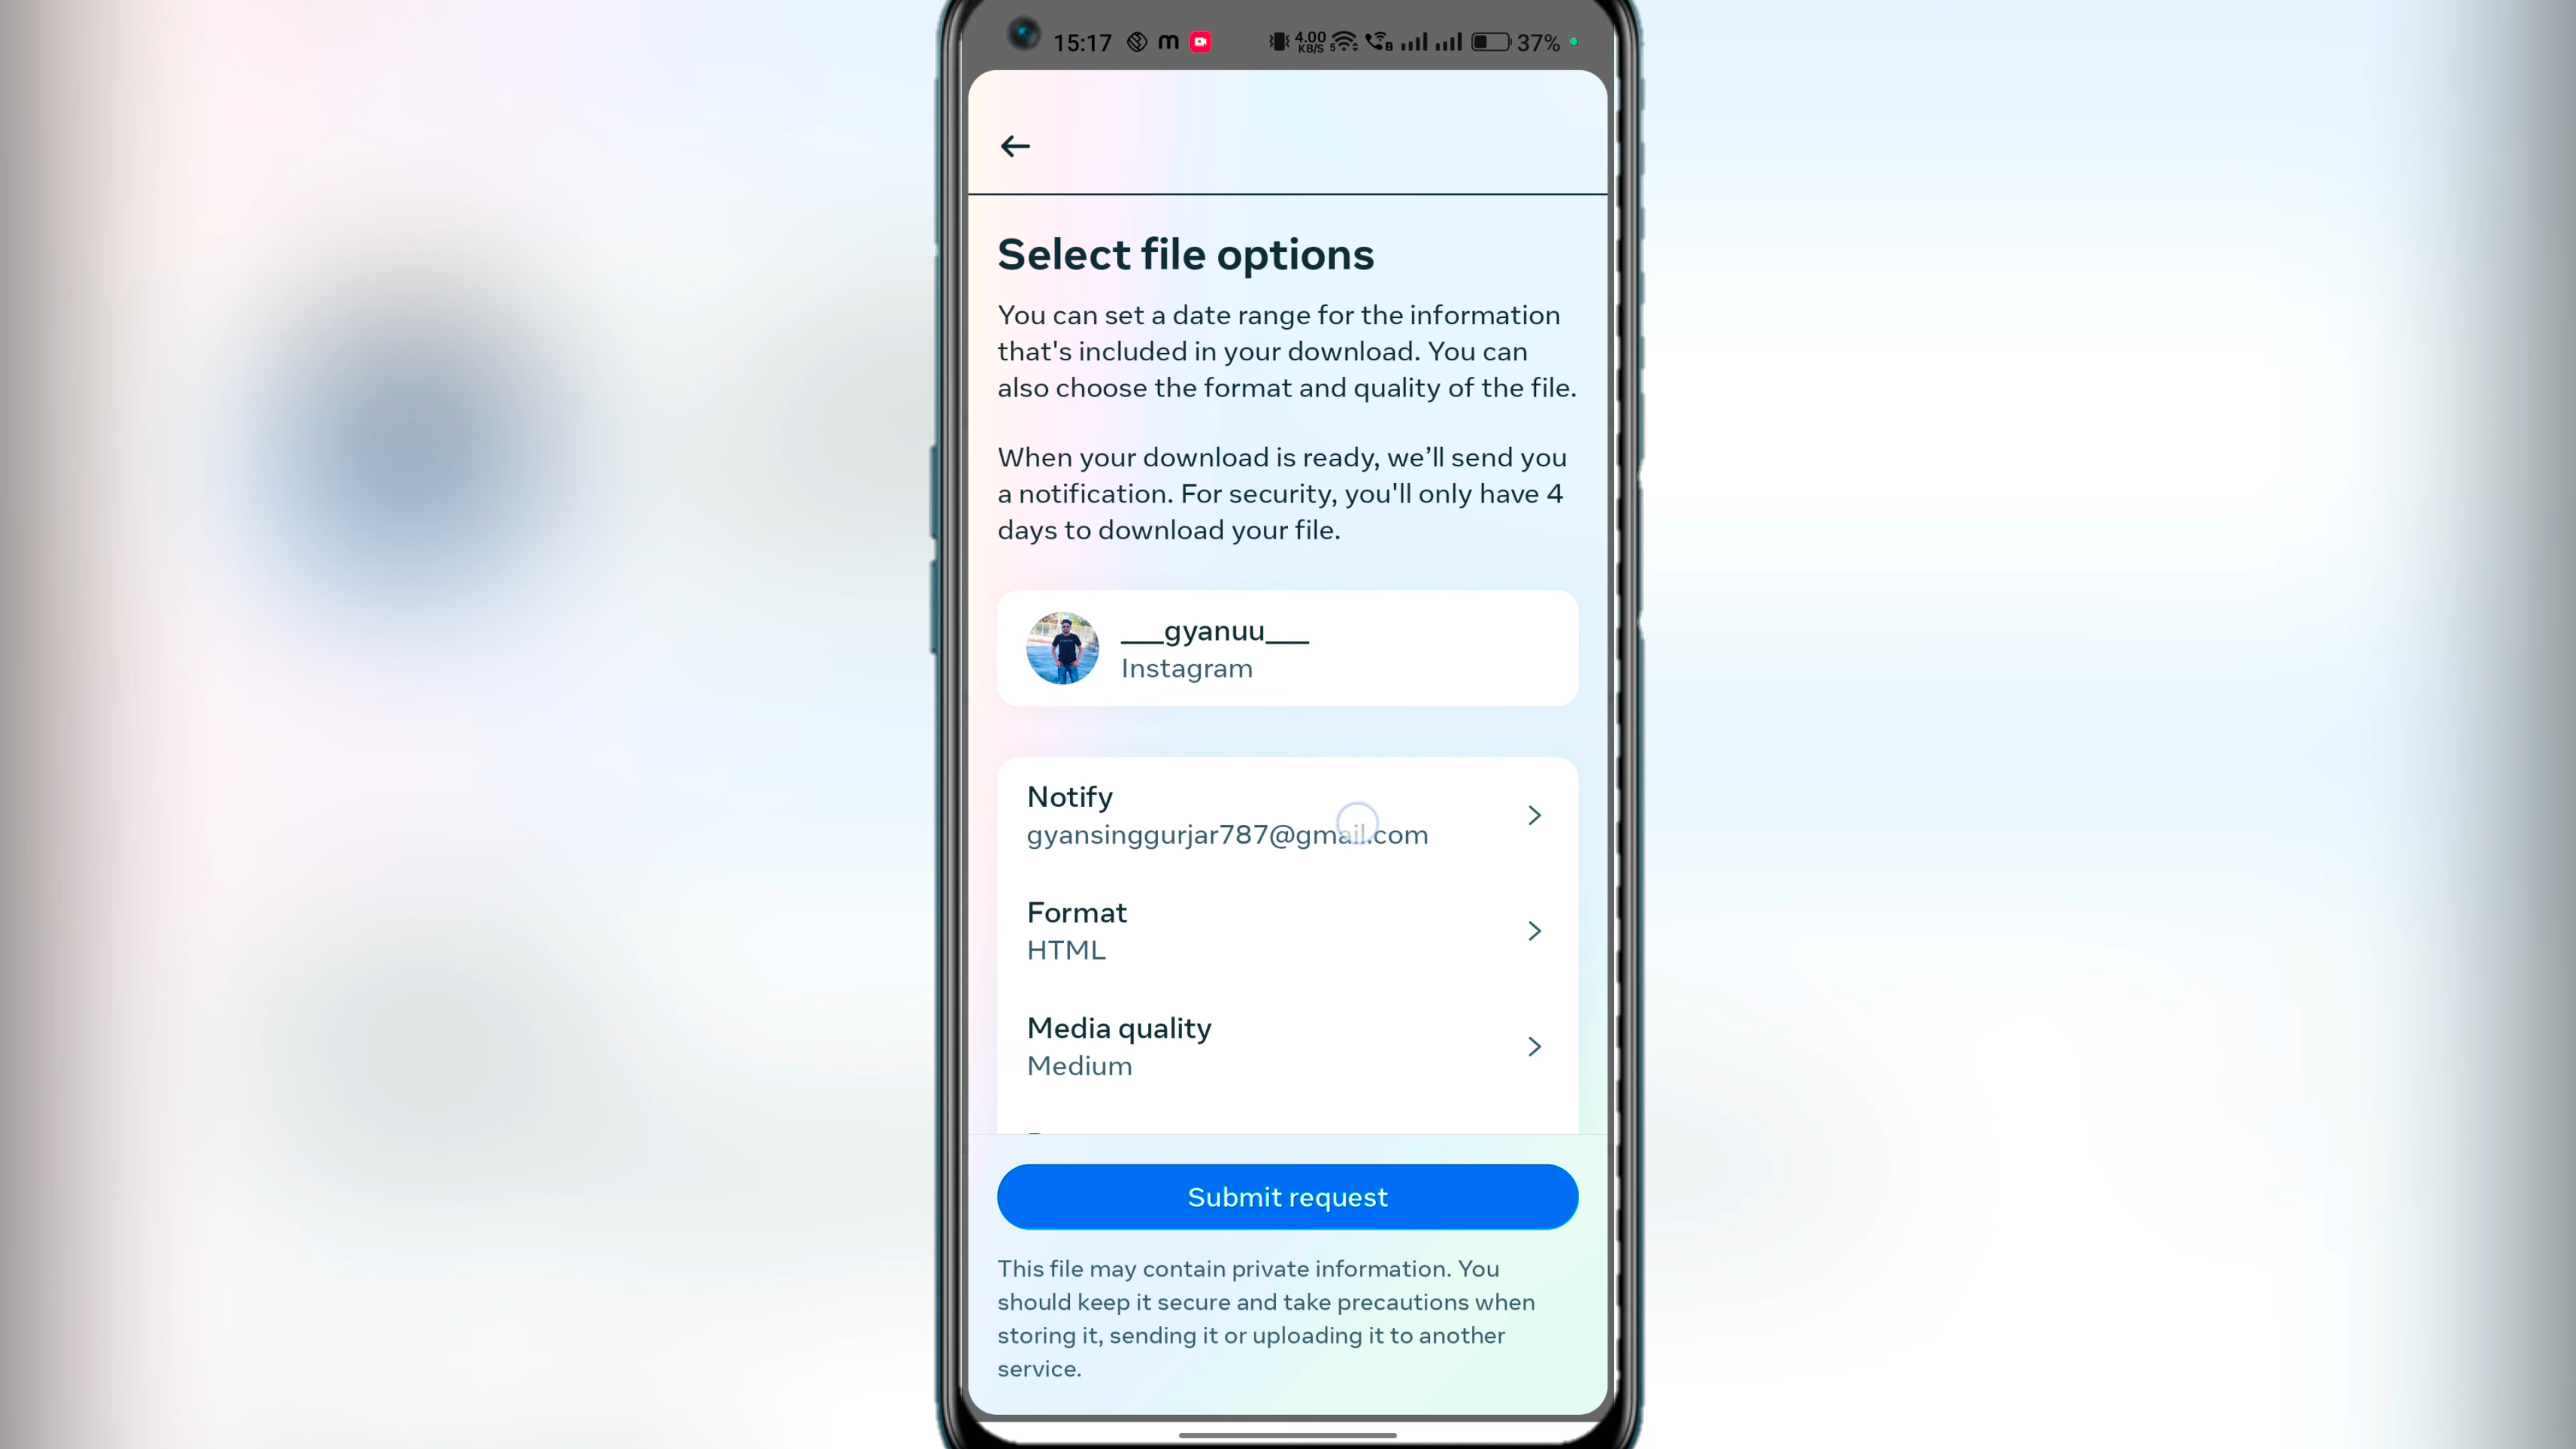 15:17 m 4.00 KB/S 5 37%
Select file options
You can set a date range for the information
that's included in your download. You can
also choose the format and quality of the file.
When your download is ready, we’ll send you
a notification. For security, you'll only have 4
days to download your file.
___gyanuu___
Instagram
Notify
gyansinggurjar787@gmail.com
Format
HTML
Media quality
Medium
Submit request
This file may contain private information. You
should keep it secure and take precautions when
storing it, sending it or uploading it to another
service.